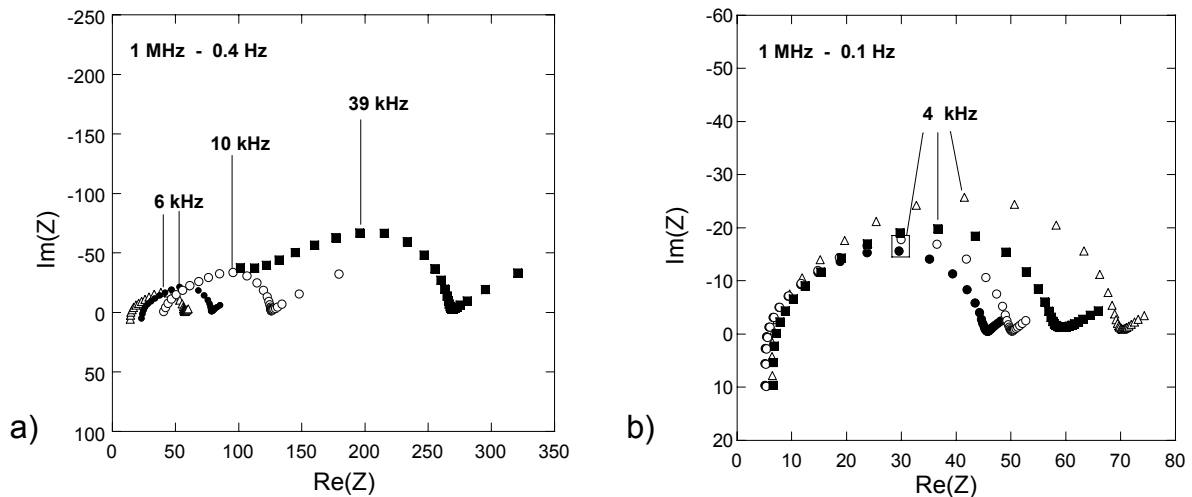 1 MHz - 0.4 Hz
39 kHz
10 kHz
6 kHz
-250
-200
-150
-100
-50
0
50
100
Im(Z)
0 50 100 150 200 250 300 350
Re(Z)
a)
1 MHz - 0.1 Hz
4 kHz
-60
-50
-40
-30
-20
-10
0
10
20
Im(Z)
0 10 20 30 40 50 60 70 80
Re(Z)
b)